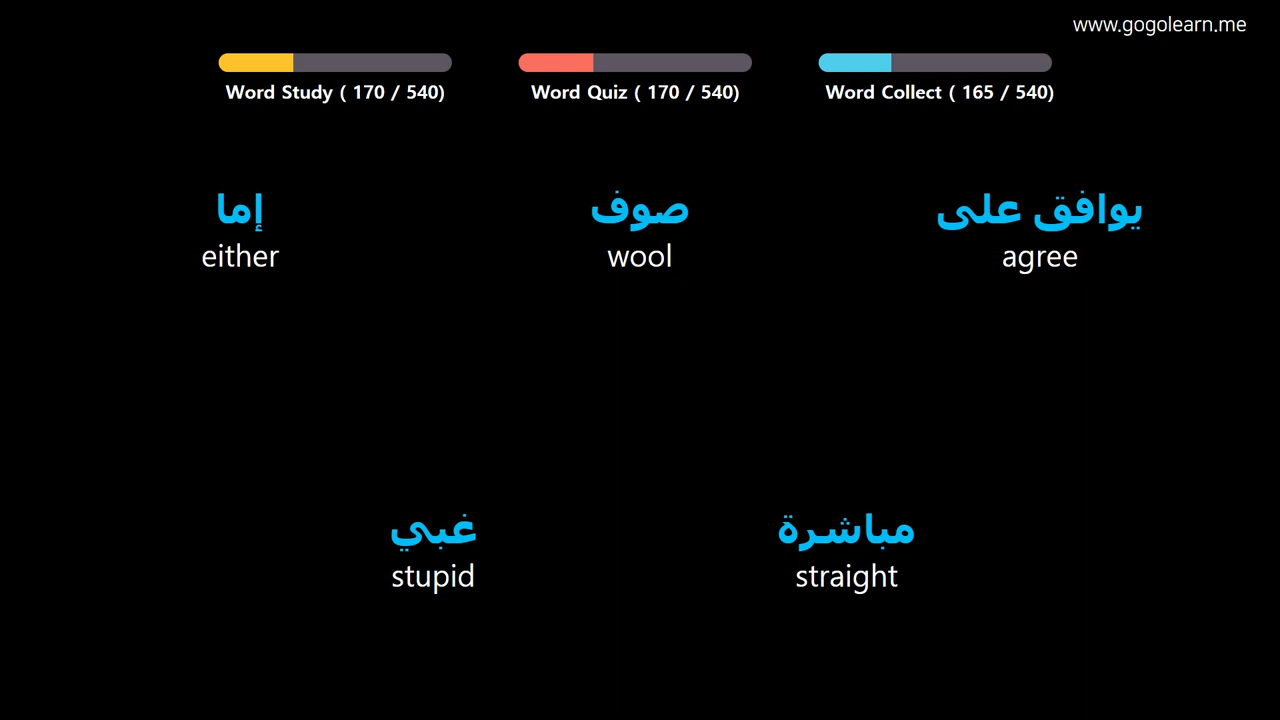 www.gogolearn.me
Word Study ( 170 / 540)
Word Quiz ( 170 / 540)
Word Collect ( 165 / 540)
إما
either
صوف
wool
يوافق على
agree
غبي
stupid
مباشرة
straight